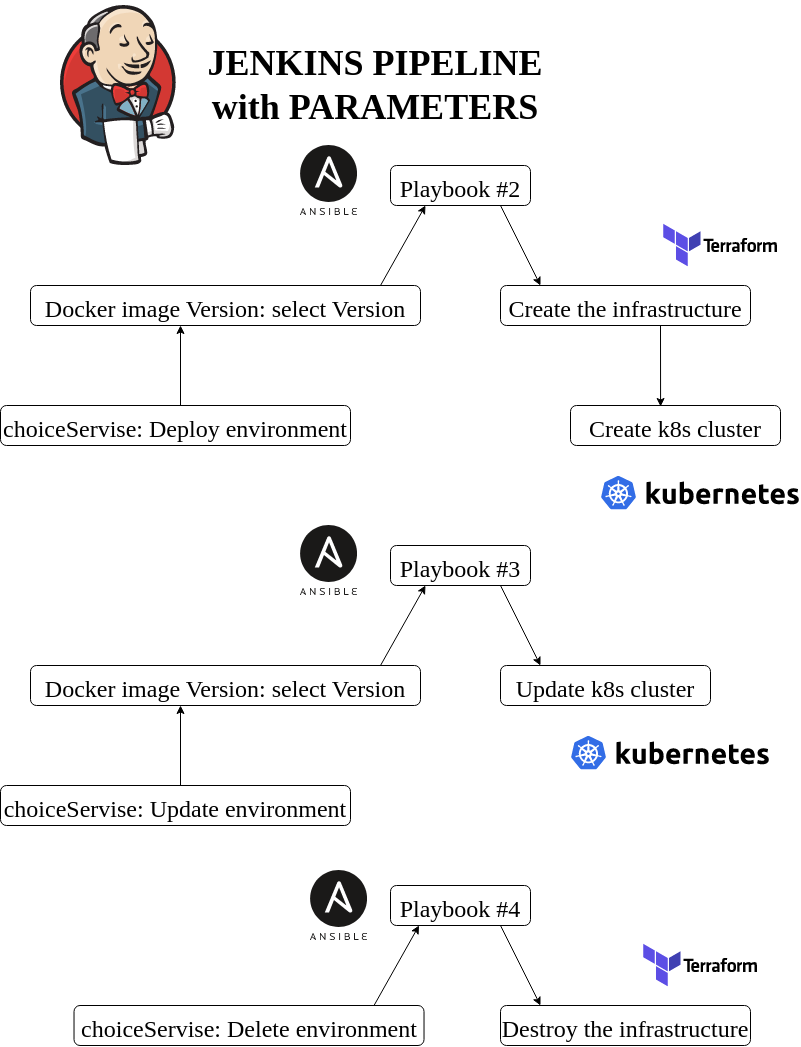 JENKINS PIPELINE
with PARAMETERS
ANSIBLE
Playbook #2
Terraform
Docker image Version: select Version
Create the infrastructure
choiceServise: Deploy environment
Create k8s cluster
kubernetes
ANSIBLE
Playbook #3
Docker image Version: select Version
Update k8s cluster
kubernetes
choiceServise: Update environment
ANSIBLE
Playbook #4
Terraform
choiceServise: Delete environment
Destroy the infrastructure